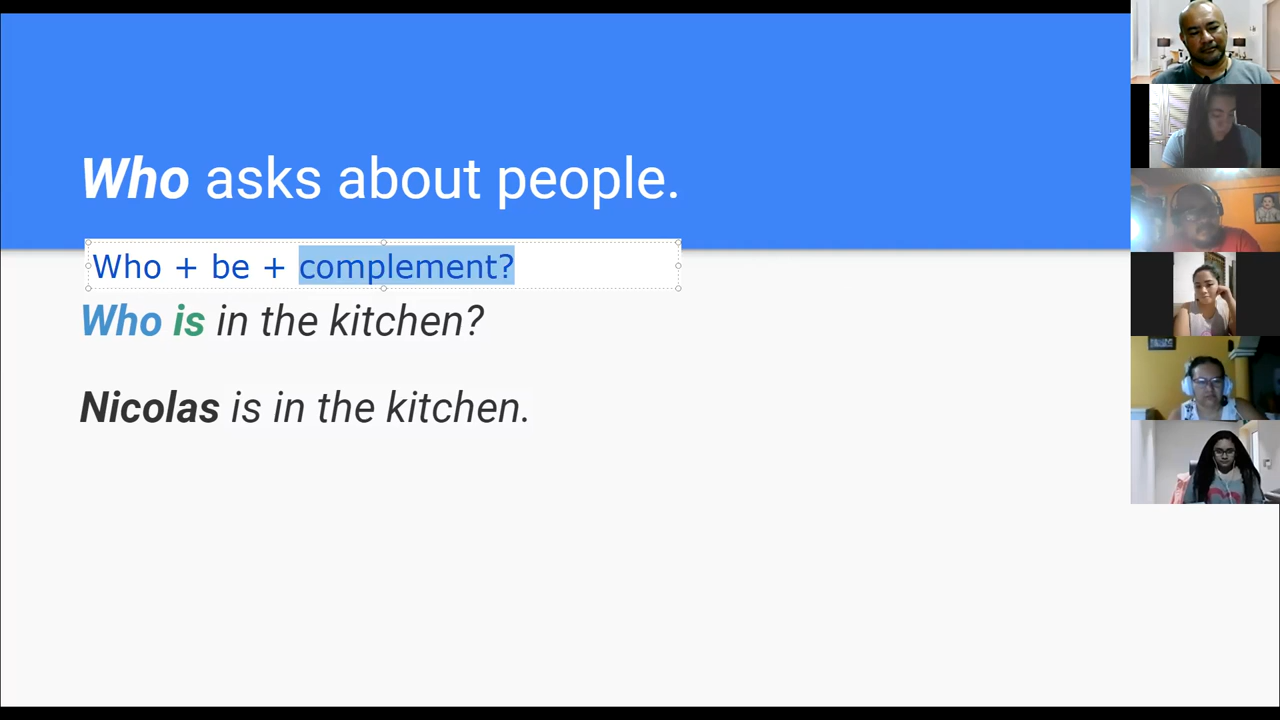 Who asks about people.
Who + be + complement?
Who is in the kitchen?
Nicolas is in the kitchen.